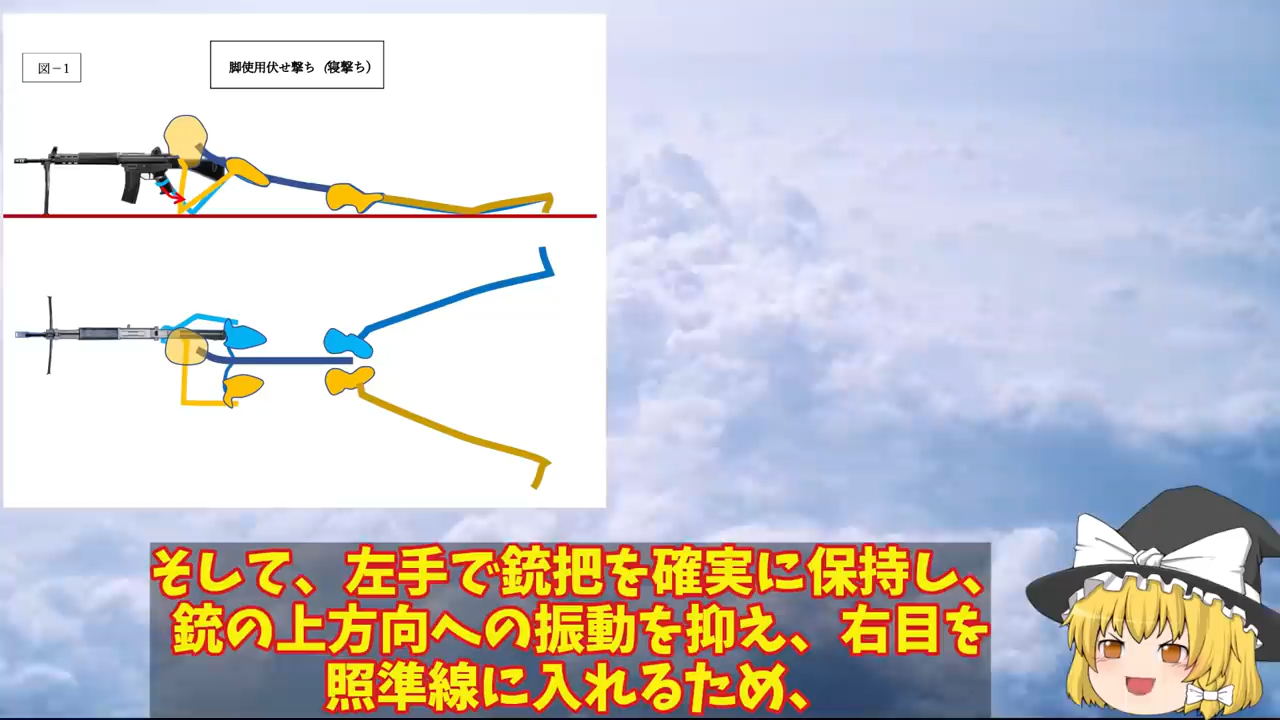 図－1
脚使用伏せ撃ち（寝撃ち）
そして、左手で銃把を確実に保持し、
銃の上方向への振動を抑え、右目を
照準線に入れるため、